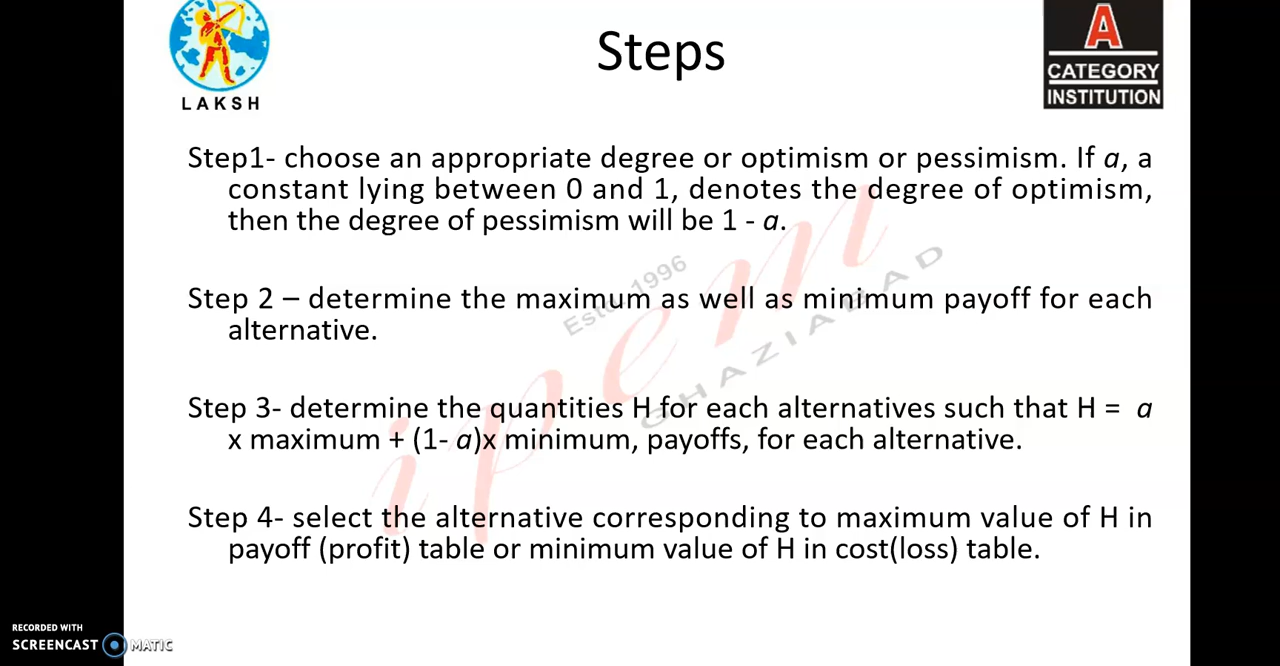 LAKSH
Steps
A
CATEGORY
INSTITUTION
Step1- choose an appropriate degree or optimism or pessimism. If a, a
constant lying between 0 and 1, denotes the degree of optimism,
then the degree of pessimism will be 1 - a.
Step 2 – determine the maximum as well as minimum payoff for each
alternative.
Step 3- determine the quantities H for each alternatives such that H = a
x maximum + (1- a)x minimum, payoffs, for each alternative.
Step 4- select the alternative corresponding to maximum value of H in
payoff (profit) table or minimum value of H in cost(loss) table.
ipem
Estd. 1996
GHAZIABAD
RECORDED WITH
SCREENCAST MATIC